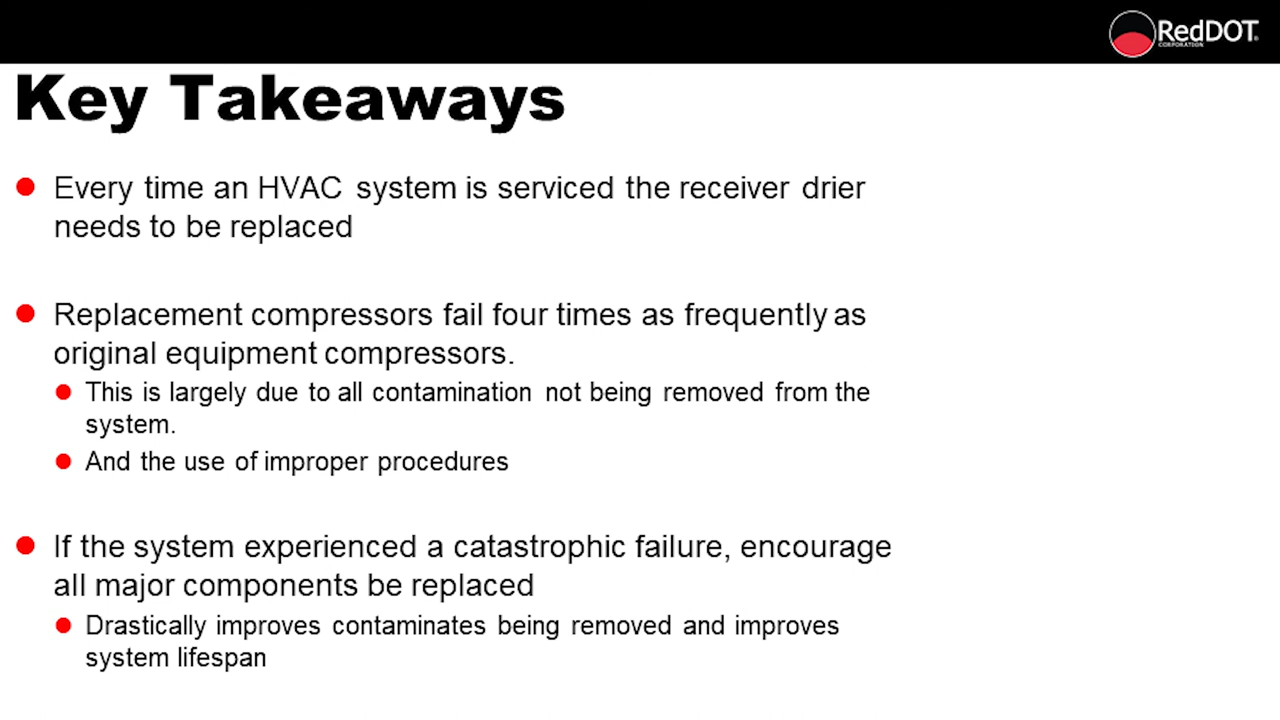 RedDOT
CORPORATION
Key Takeaways
Every time an HVAC system is serviced the receiver drier
needs to be replaced
Replacement compressors fail four times as frequently as
original equipment compressors.
This is largely due to all contamination not being removed from the
system.
And the use of improper procedures
If the system experienced a catastrophic failure, encourage
all major components be replaced
Drastically improves contaminates being removed and improves
system lifespan